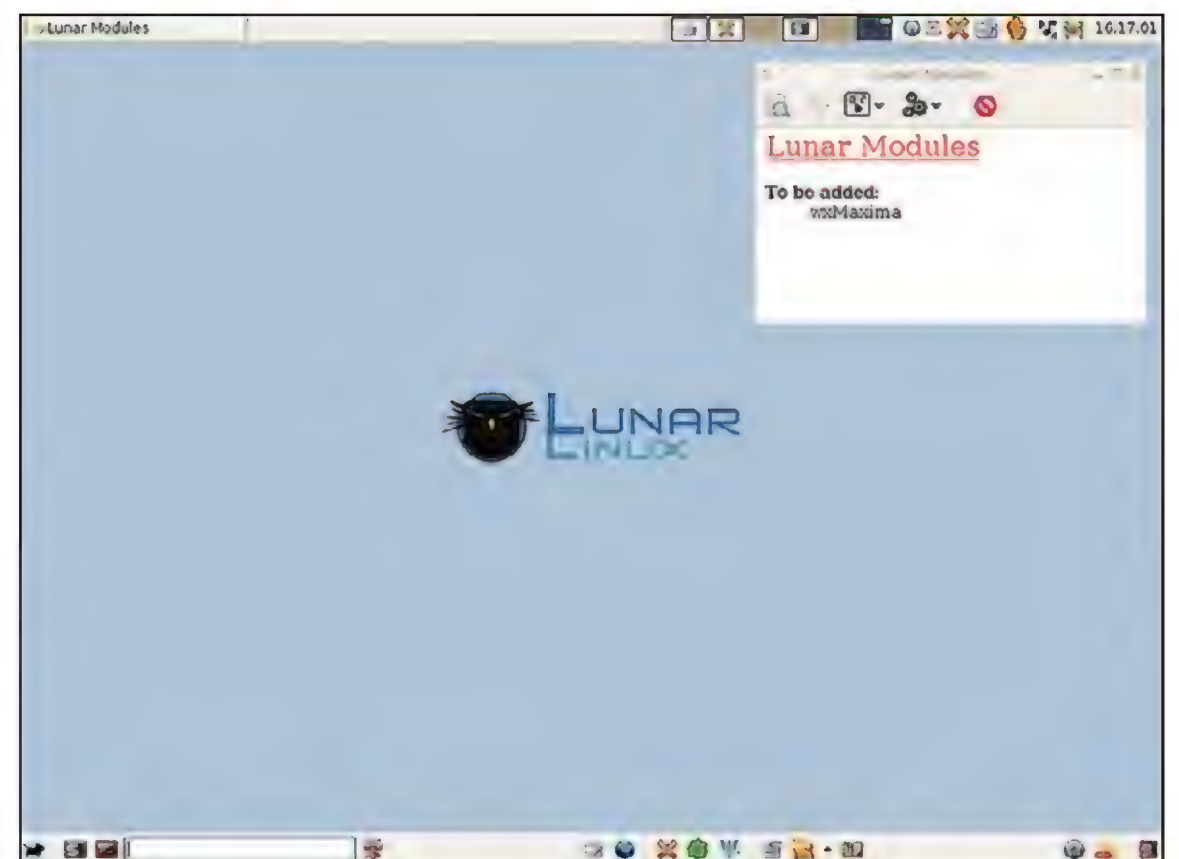 Lunar Modules
16.17.01
Lunar Modules
To be added:
wxMaxima
LUNAR
LINUX